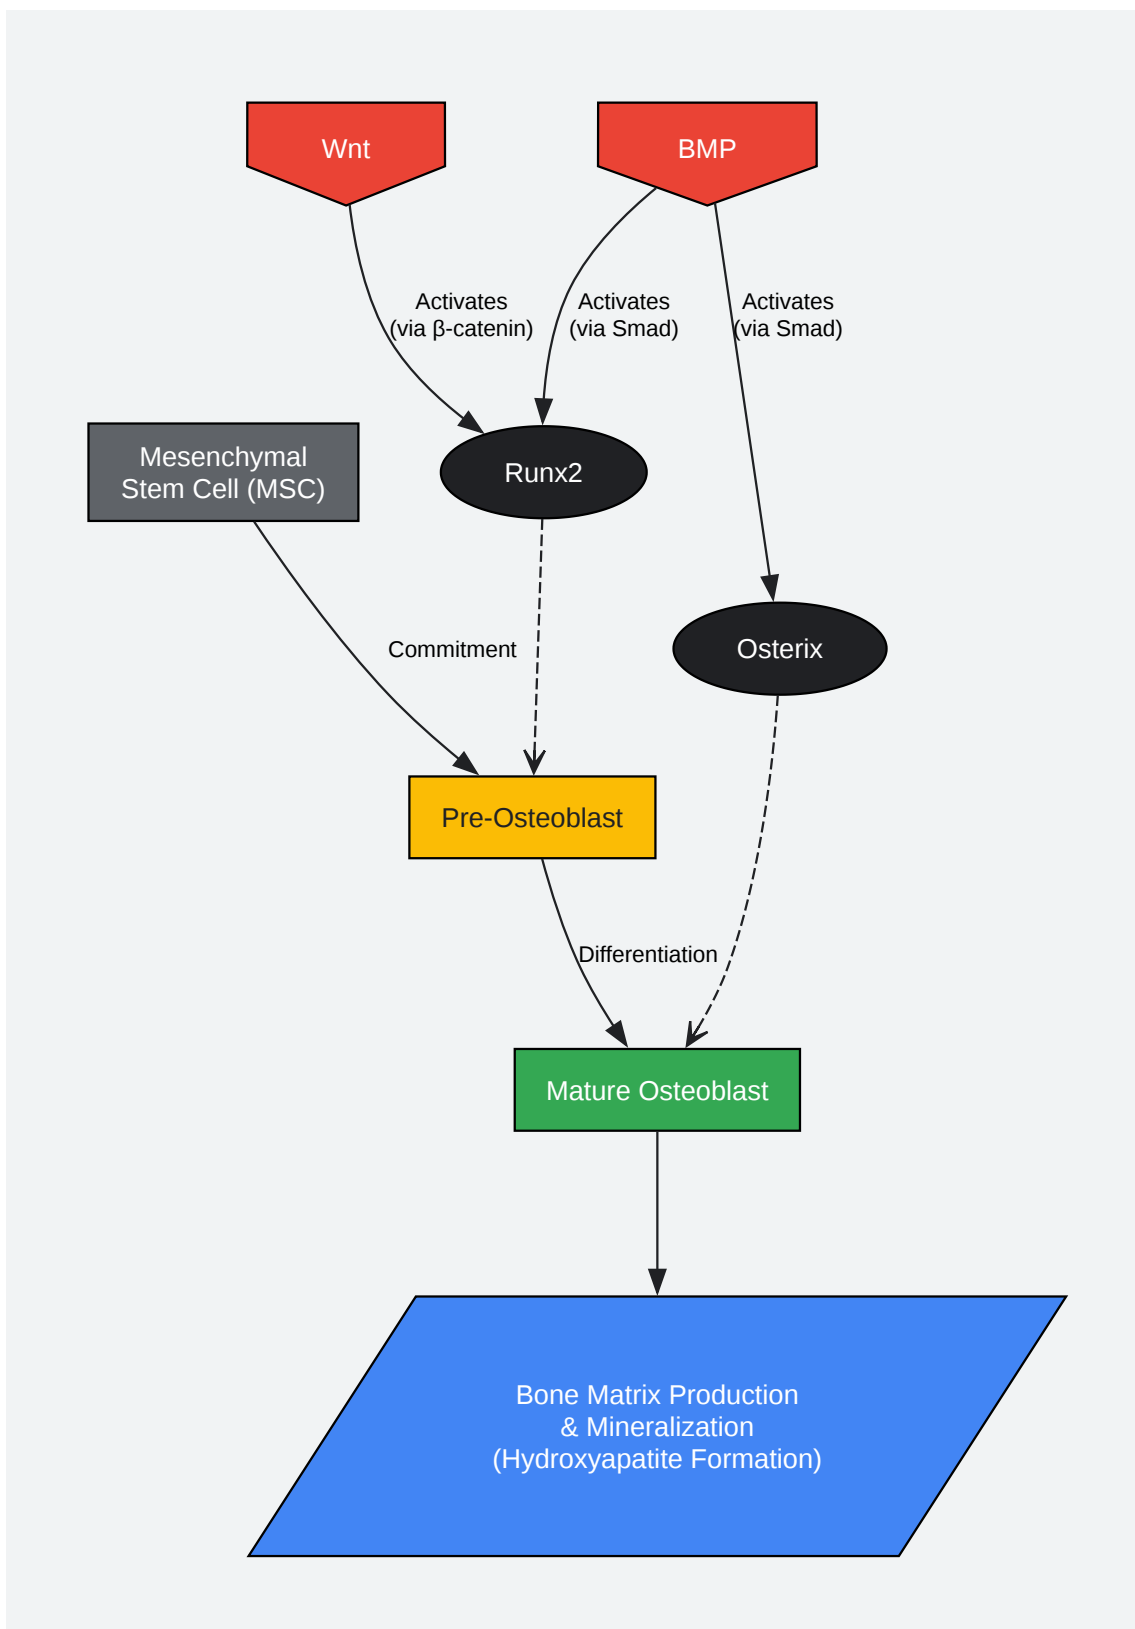 Wnt
BMP
Activates
(via β-catenin)
Activates
(via Smad)
Activates
(via Smad)
Mesenchymal
Stem Cell (MSC)
Runx2
Commitment
Osterix
Pre-Osteoblast
Differentiation
Mature Osteoblast
Bone Matrix Production
& Mineralization
(Hydroxyapatite Formation)